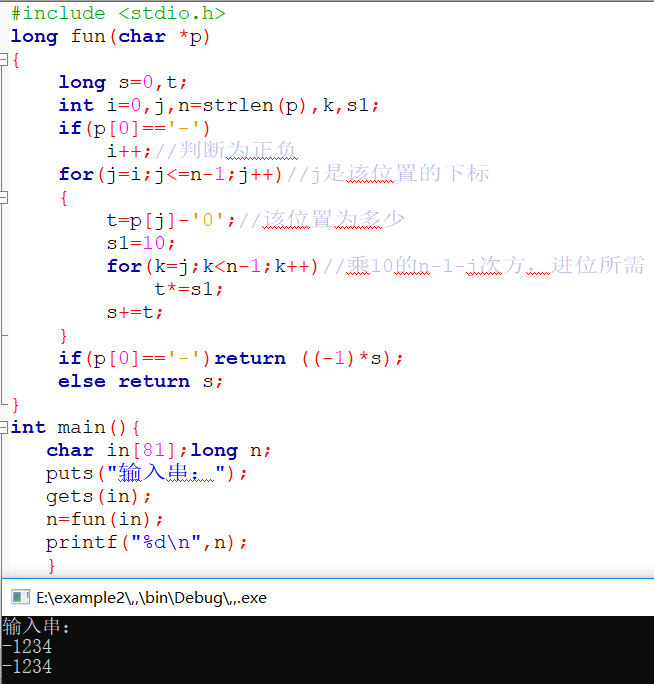 #include <stdio.h>
long fun(char *p)
{
long s=0,t;
int i=0,j,n=strlen(p),k,s1;
if(p[0]=='-')
i++;//判断为正负
for(j=i;j<=n-1;j++)//j是该位置的下标
{
t=p[j]-'0';//该位置为多少
s1=10;
for(k=j;k<n-1;k++)//乘10的n-1-j次方，进位所需
t*=s1;
s+=t;
}
if(p[0]=='-')return ((-1)*s);
else return s;
}
int main(){
char in[81];long n;
puts("输入串：");
gets(in);
n=fun(in);
printf("%d\n",n);
}
E:\example2\,,\bin\Debug\,,.exe
输入串：
-1234
-1234